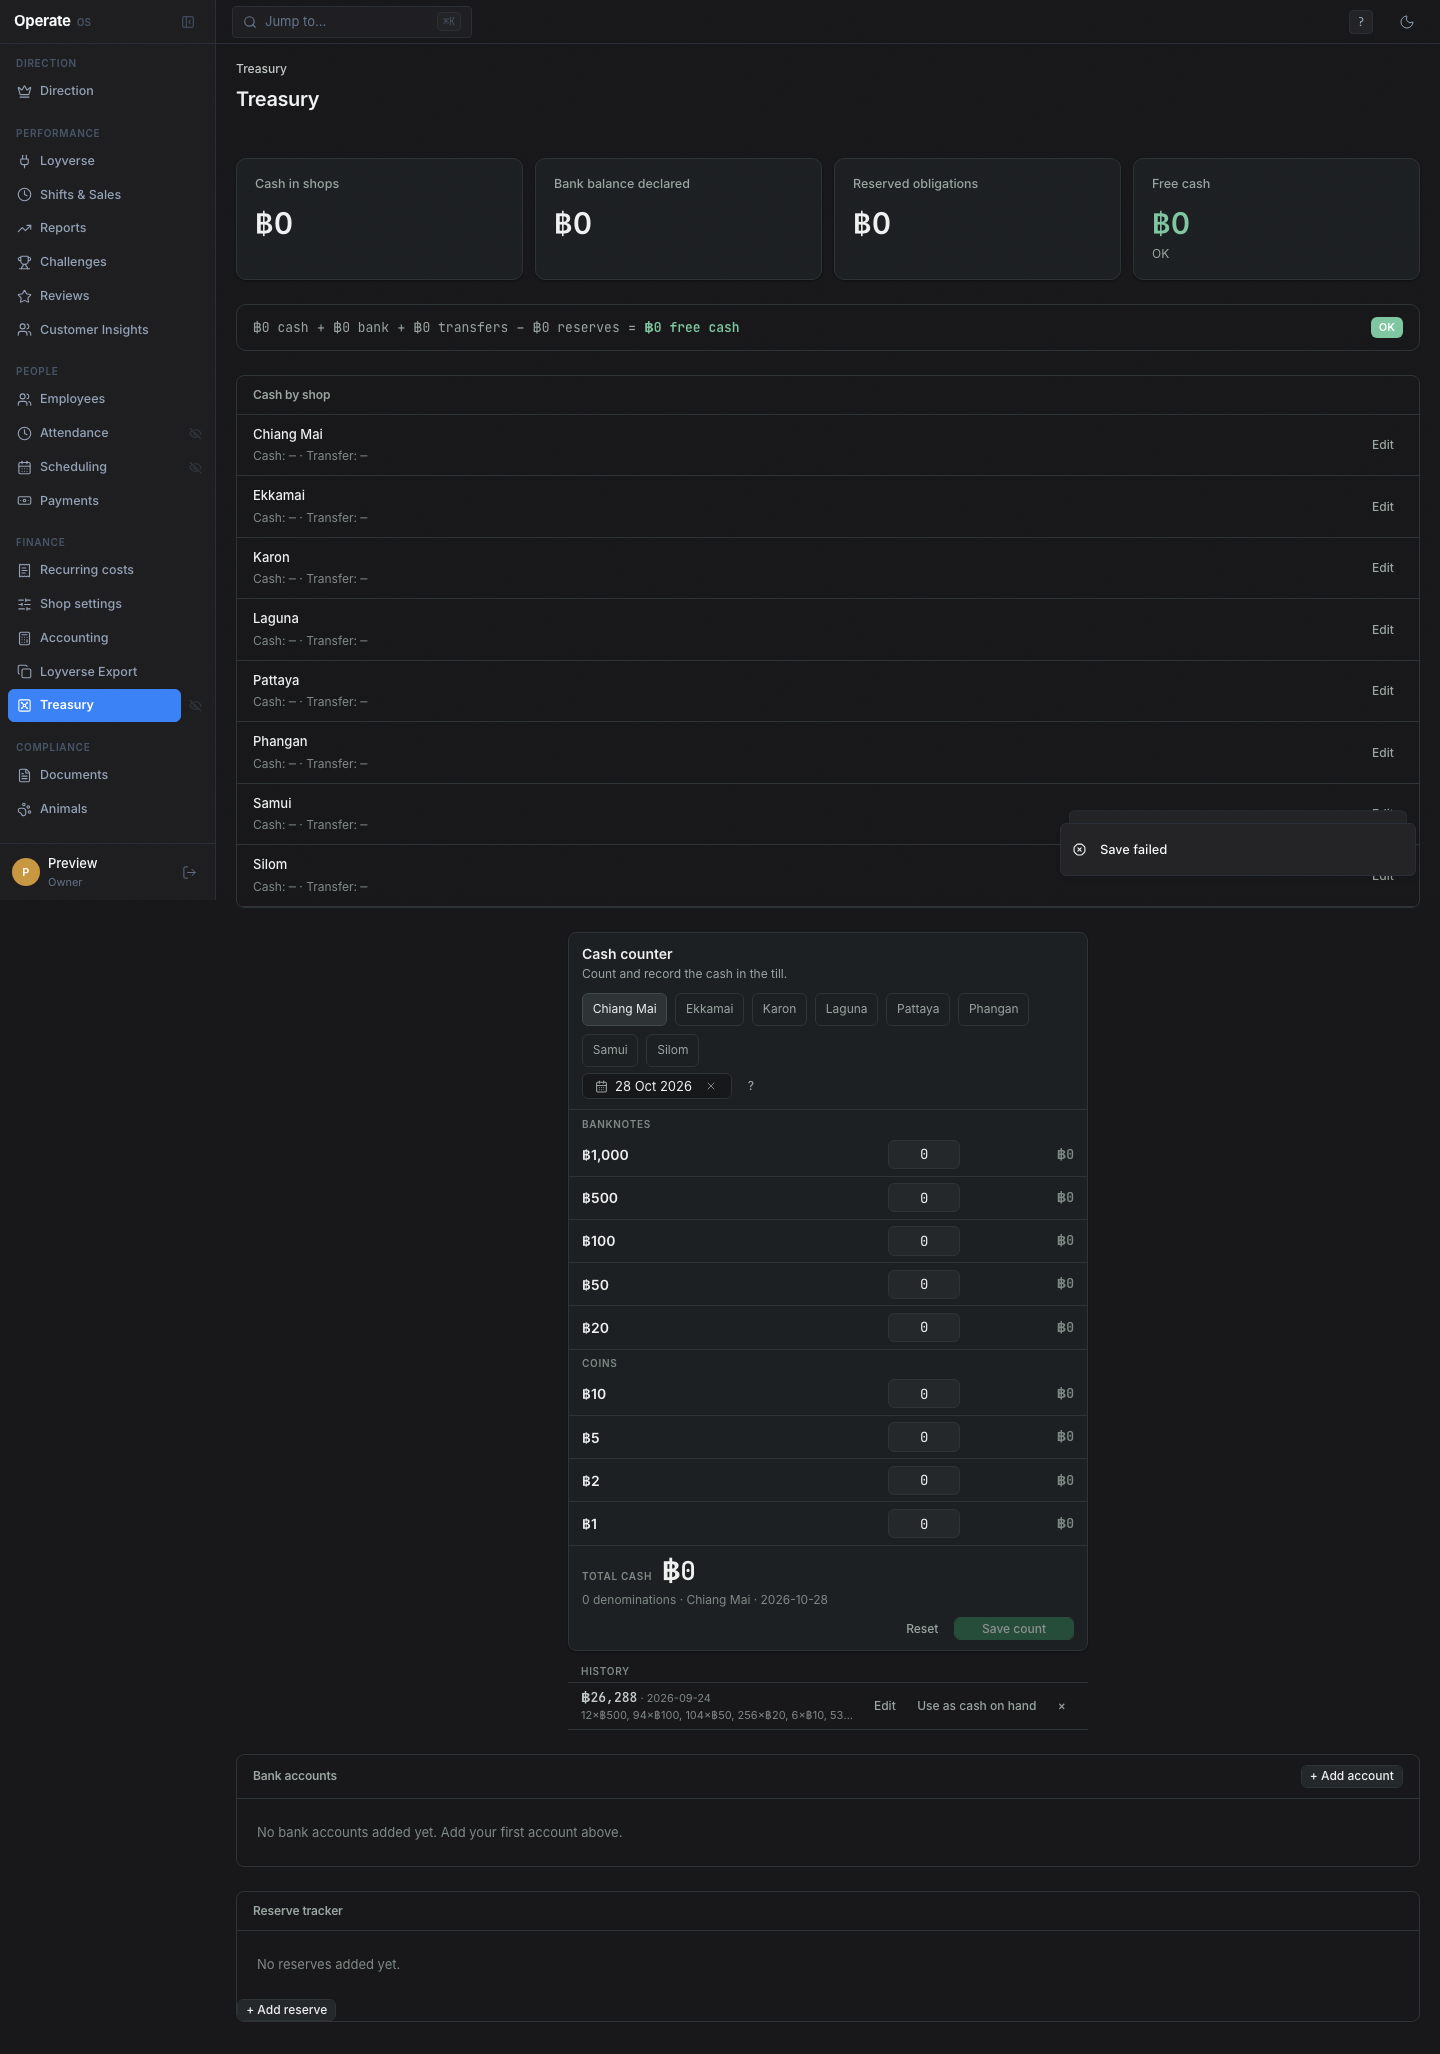 Operate OS
Jump to...
⌘K
?
DIRECTION
Direction
PERFORMANCE
Loyverse
Shifts & Sales
Reports
Challenges
Reviews
Customer Insights
PEOPLE
Employees
Attendance
Scheduling
Payments
FINANCE
Recurring costs
Shop settings
Accounting
Loyverse Export
Treasury
COMPLIANCE
Documents
Animals
P
Preview
Owner
Treasury
Treasury
Cash in shops
฿0
Bank balance declared
฿0
Reserved obligations
฿0
Free cash
฿0
OK
฿0 cash + ฿0 bank + ฿0 transfers − ฿0 reserves = ฿0 free cash
OK
Cash by shop
Chiang Mai
Cash: — · Transfer: —
Edit
Ekkamai
Cash: — · Transfer: —
Edit
Karon
Cash: — · Transfer: —
Edit
Laguna
Cash: — · Transfer: —
Edit
Pattaya
Cash: — · Transfer: —
Edit
Phangan
Cash: — · Transfer: —
Edit
Samui
Cash: — · Transfer: —
Save failed
Silom
Cash: — · Transfer: —
Cash counter
Count and record the cash in the till.
Chiang Mai Ekkamai Karon Laguna Pattaya Phangan
Samui Silom
28 Oct 2026 × ?
BANKNOTES
฿1,000 0 ฿0
฿500 0 ฿0
฿100 0 ฿0
฿50 0 ฿0
฿20 0 ฿0
COINS
฿10 0 ฿0
฿5 0 ฿0
฿2 0 ฿0
฿1 0 ฿0
TOTAL CASH ฿0
0 denominations · Chiang Mai · 2026-10-28
Reset Save count
HISTORY
฿26,288 · 2026-09-24
12×฿500, 94×฿100, 104×฿50, 256×฿20, 6×฿10, 53...
Edit Use as cash on hand ×
Bank accounts
+ Add account
No bank accounts added yet. Add your first account above.
Reserve tracker
No reserves added yet.
+ Add reserve